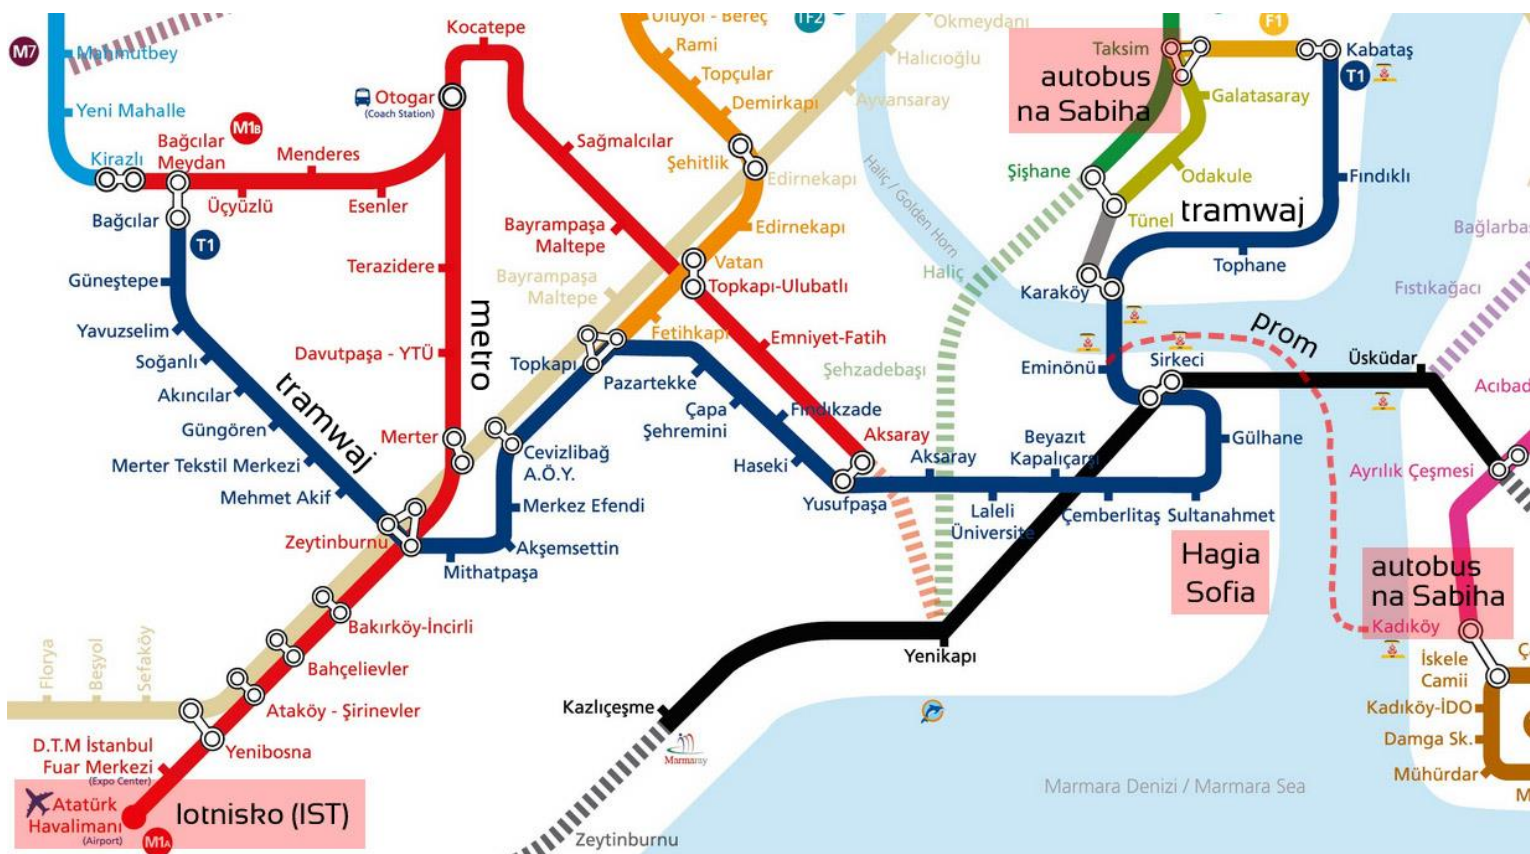 M7
Mahmutbey
Yeni Mahalle
Kirazlı
Bağcılar
Meydan
M1B
Menderes
Üçyüzlü
Esenler
Otogar
(Coach Station)
Kocatepe
Sağmalcılar
Bayrampaşa
Maltepe
Terazidere
Davutpaşa - YTÜ
metro
Merter
Bağcılar
T1
Güneştepe
Yavuzselim
Soğanlı
Akıncılar
Güngören
Merter Tekstil Merkezi
Mehmet Akif
tramwaj
Zeytinburnu
Mithatpaşa
Akşemsettin
Merkez Efendi
Cevizlibağ
A.Ö.Y.
Topkapı
Pazartekke
Çapa
Şehremini
Fındıkzade
Haseki
Yusufpaşa
Aksaray
Aksaray
Laleli
Üniversite
Beyazıt
Kapalıçarşı
Çemberlitaş
Sultanahmet
Gülhane
Sirkeci
Eminönü
Karaköy
Tophane
Fındıklı
Kabataş
T1
F1
Taksim
autobus
na Sabiha
Galatasaray
Odakule
Tünel
tramwaj
Şişhane
Haliç / Golden Horn
Haliç
Şehzadebaşı
Uluyol - Bereç
TF2
Rami
Topçular
Demirkapı
Şehitlik
Edirnekapı
Edirnekapı
Vatan
Topkapı-Ulubatlı
Fetihkapı
Emniyet-Fatih
Bayrampaşa
Maltepe
Okmeydanı
Halıcıoğlu
Ayvansaray
prom
Üsküdar
Fıstıkağacı
Bağlarba
Acıbad
Ayrılık Çeşmesi
autobus
na Sabiha
Kadıköy
İskele
Camii
Kadıköy-İDO
Damga Sk.
Mühürdar
Hagia
Sofia
Yenikapı
Kazlıçeşme
Marmaray
Zeytinburnu
Marmara Denizi / Marmara Sea
Bakırköy-İncirli
Bahçelievler
Ataköy - Şirinevler
Yenibosna
Florya
Beşyol
Sefaköy
D.T.M İstanbul
Fuar Merkezi
(Expo Center)
Atatürk
Havalimanı
(Airport)
lotnisko (IST)
M1A